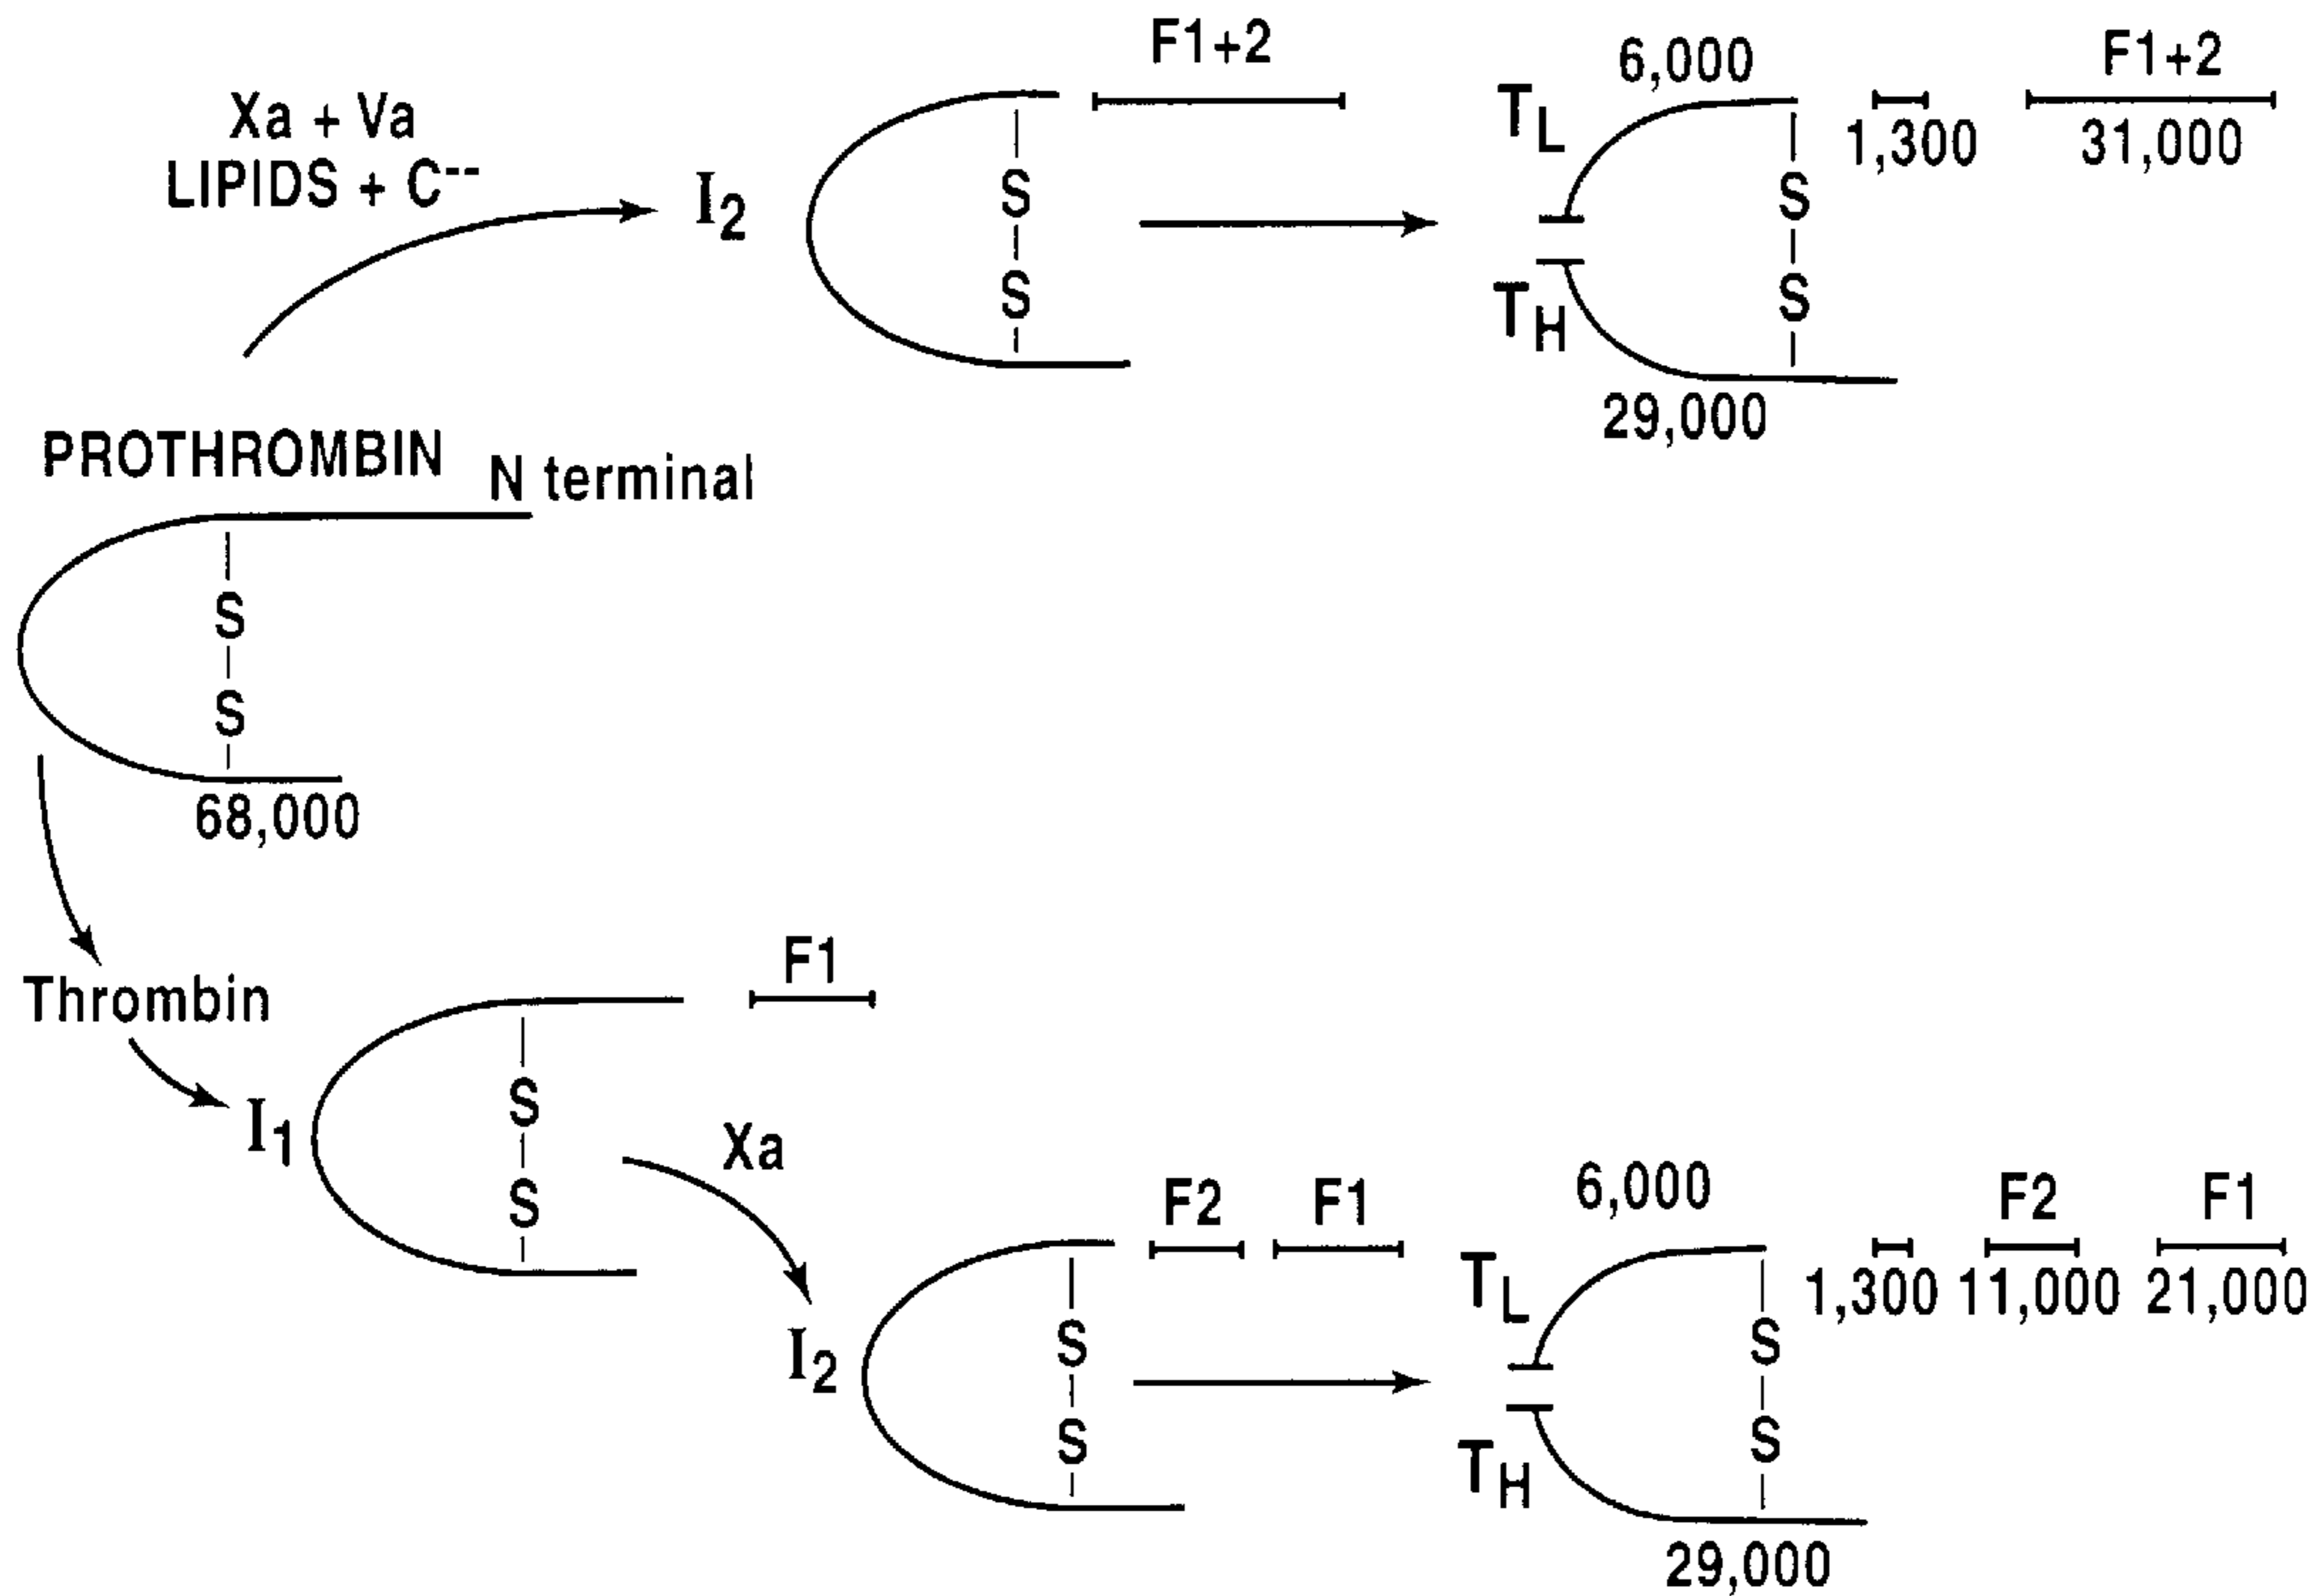 F1+2
Xa + Va
LIPIDS + C--
I2
S
S
TL
6,000
1,300
F1+2
31,000
S
S
TH
29,000
PROTHROMBIN
N terminal
S
S
68,000
Thrombin
F1
I1
S
S
Xa
F2
F1
I2
S
S
6,000
TL
1,300
F2
11,000
F1
21,000
S
S
TH
29,000